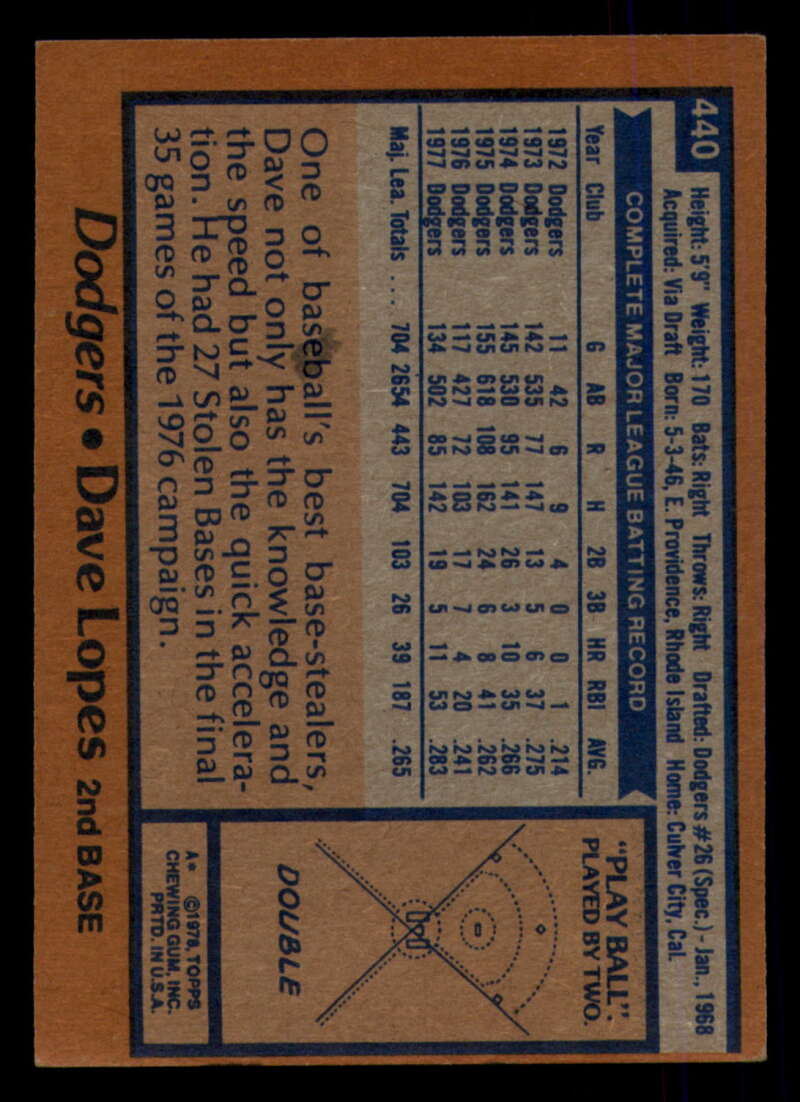 440
Height: 5'9" Weight: 170 Bats: Right Throws: Right Drafted: Dodgers #26 (Spec.) - Jan., 1968
Acquired: Via Draft Born: 5-3-46, E. Providence, Rhode Island Home: Culver City, Cal.
COMPLETE MAJOR LEAGUE BATTING RECORD
Year Club G AB R H 2B 3B HR RBI AVG.
1972 Dodgers 11 42 6 9 4 0 0 1 .214
1973 Dodgers 142 535 77 147 13 5 6 37 .275
1974 Dodgers 145 530 95 141 26 3 10 35 .266
1975 Dodgers 155 618 108 162 24 6 8 41 .262
1976 Dodgers 117 427 72 103 17 7 4 20 .241
1977 Dodgers 134 502 85 142 19 5 11 53 .283
Maj. Lea. Totals .... 704 2654 443 704 103 26 39 187 .265
One of baseball's best base-stealers,
Dave not only has the knowledge and
the speed but also the quick accelera-
tion. He had 27 Stolen Bases in the final
35 games of the 1976 campaign.
"PLAY BALL":
PLAYED BY TWO.
DOUBLE
A* ©1978, TOPPS
CHEWING GUM, INC.
PRTD. IN U.S.A.
Dodgers • Dave Lopes 2nd BASE